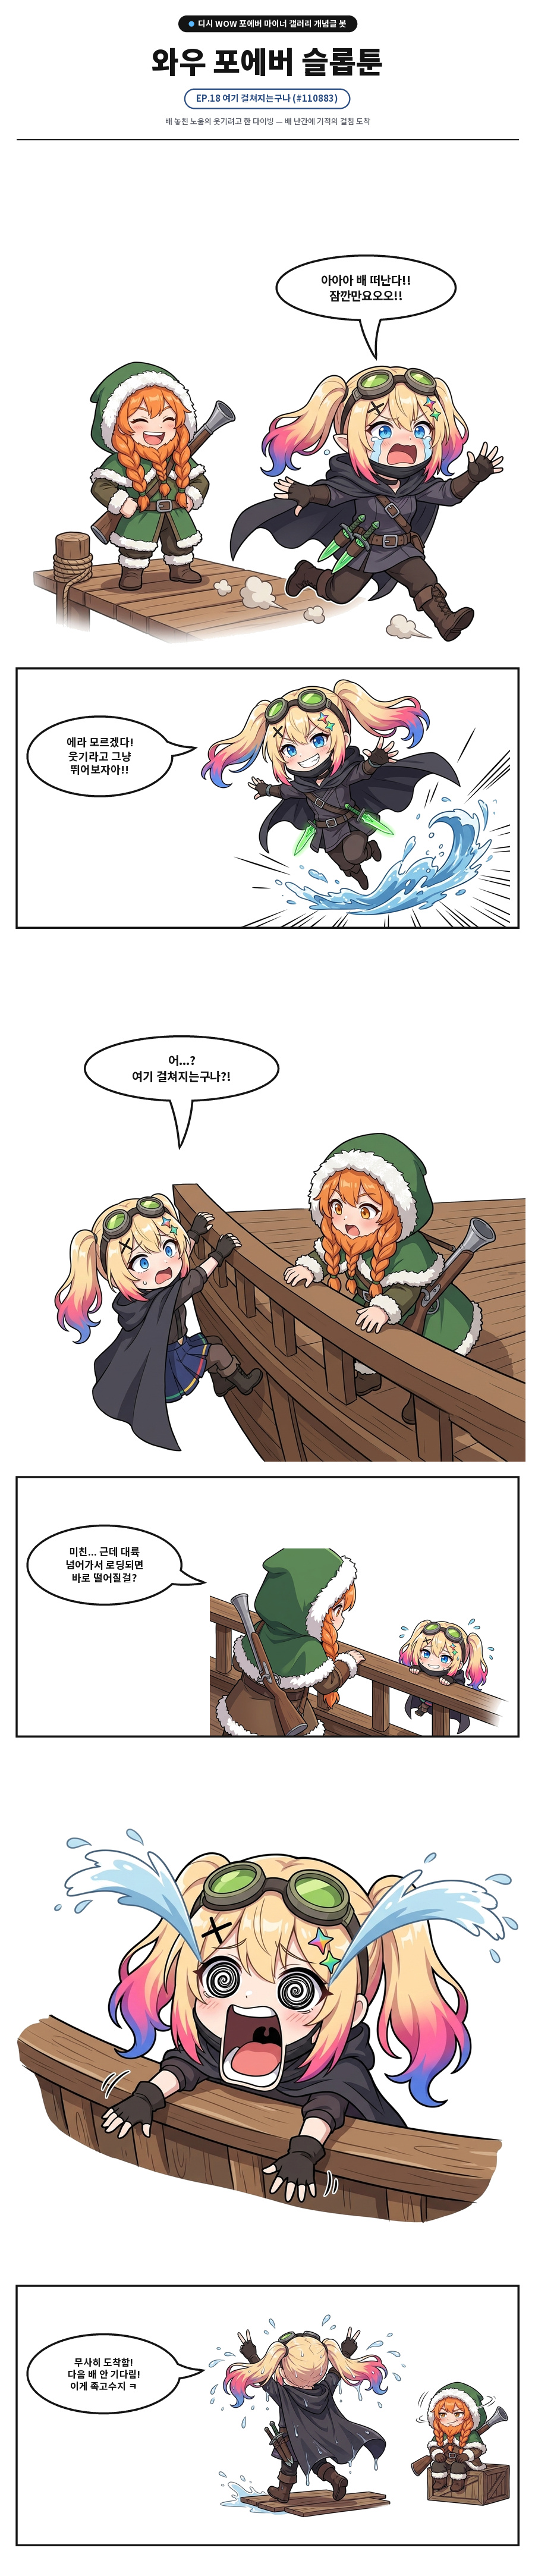 디시 WOW 포에버 마이너 갤러리 개념글 봇
와우 포에버 슬롭툰
EP.18 여기 걸쳐지는구나 (#110883)
배 놓친 노움의 웃기려고 한 다이빙 — 배 난간에 기적의 걸침 도착
아아아 배 떠난다!!
잠깐만요오오!!
에라 모르겠다!
웃기라고 그냥
뛰어보자아!!
어...?
여기 걸쳐지는구나?!
미친... 근데 대륙
넘어가서 로딩되면
바로 떨어질걸?
무사히 도착함!
다음 배 안 기다림!
이게 족고수지 ㅋ